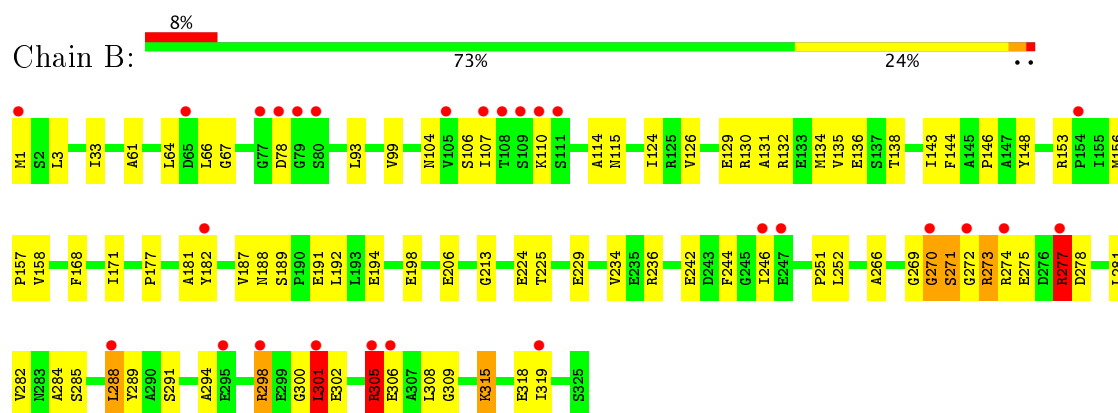 8%
Chain B:
73% 24% • •
M1 S2 L3 I33 A61 L64 D65 L66 G67 G77 D78 G79 S80 L93 V99 N104 V105 S106 I107 T108 S109 K110 S111 A114 N115 I124 R125 V126 E129 R130 A131 R132 E133 M134 V135 E136 S137 T138 I143 F144 A145 P146 A147 Y148 R153 P154 I155 M156
P157 V158 F168 I171 P177 A181 Y182 V187 N188 S189 P190 E191 L192 L193 E194 E198 E206 G213 E224 T225 E229 V234 E235 R236 E242 D243 F244 G245 I246 E247 P251 L252 A266 G269 G270 S271 G272 R273 R274 E275 D276 R277 D278
V282 N283 A284 S285 L288 Y289 A290 S291 A294 E295 R298 E299 G300 L301 E302 R305 E306 A307 L308 G309 K315 E318 I319 S325